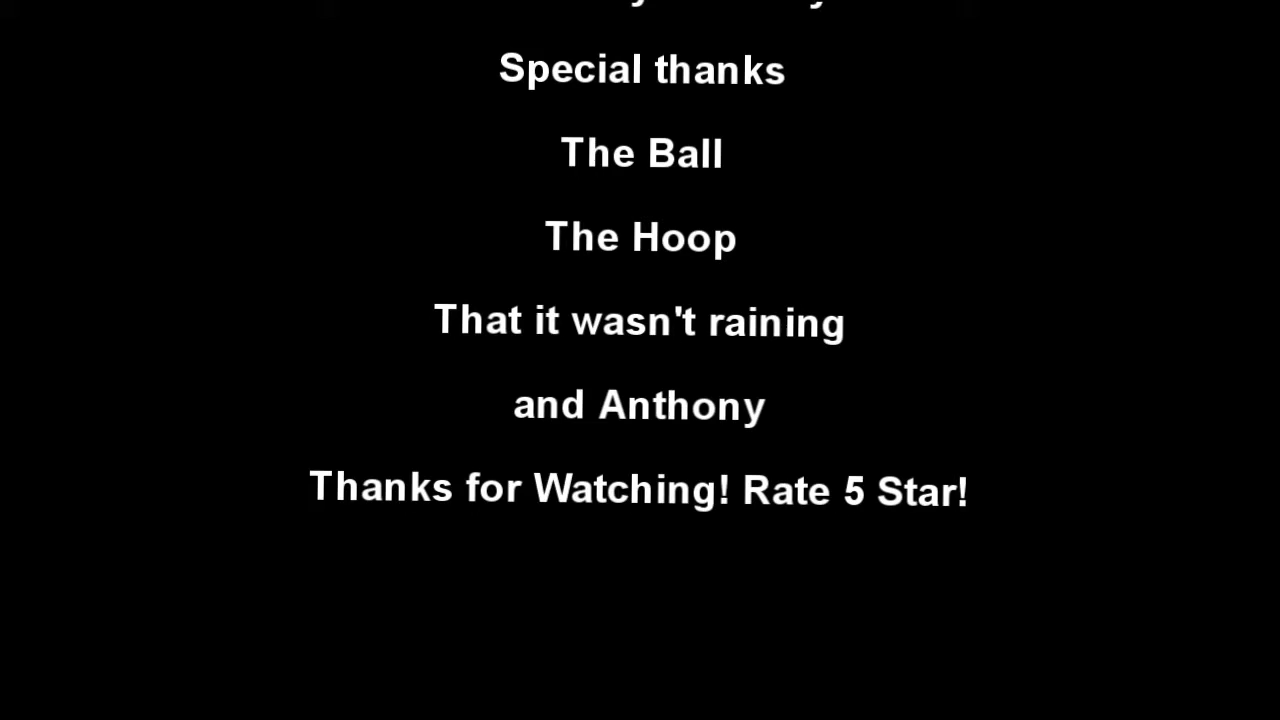 Special thanks
The Ball
The Hoop
That it wasn't raining
and Anthony
Thanks for Watching! Rate 5 Star!